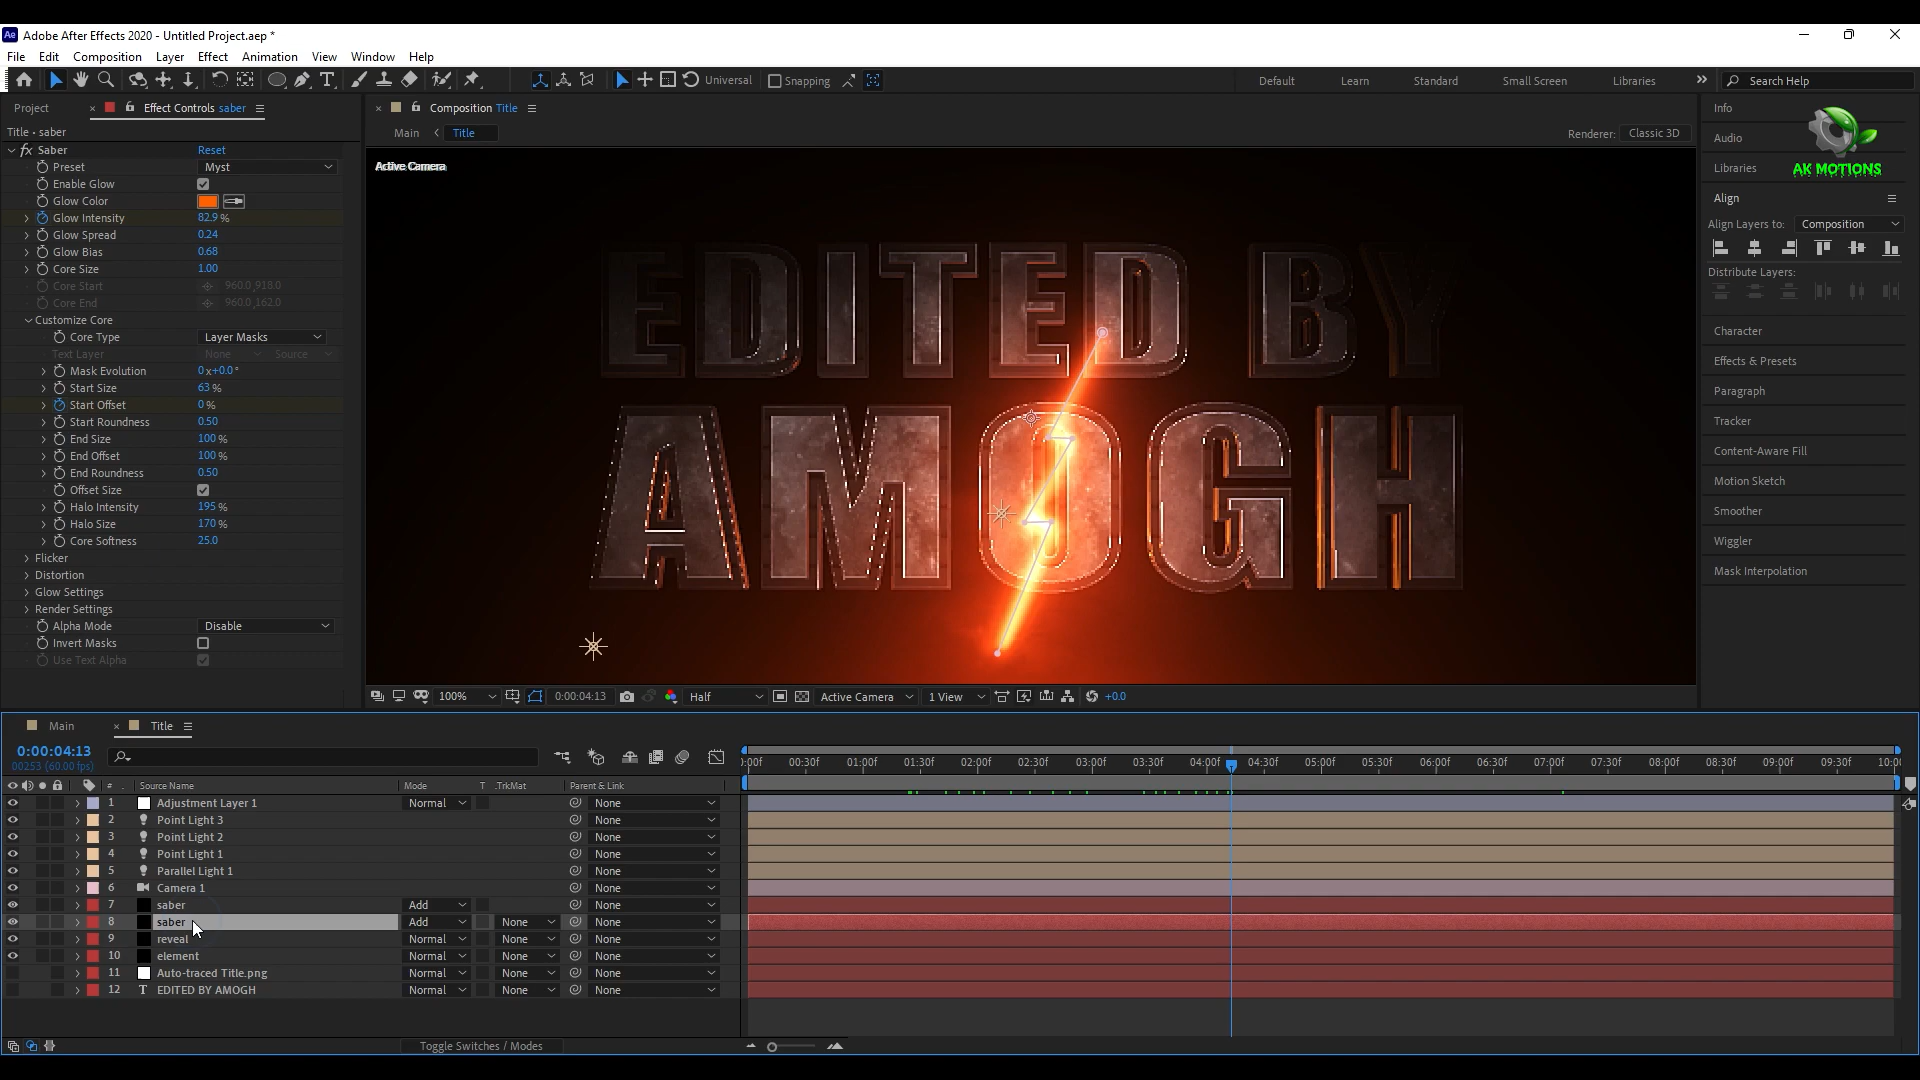 Ae Adobe After Effects 2020 - Untitled Project.aep *
File Edit Composition Layer Effect Animation View Window Help
Universal Snapping Default Learn Standard Small Screen Libraries Search Help
Project Effect Controls saber Composition Title Info
Main Title Renderer: Classic 3D
Title • saber
Active Camera
fx Saber Reset
Preset Myst
Enable Glow
Glow Color
Glow Intensity 82.9 %
Glow Spread 0.24
Glow Bias 0.68
Core Size 1.00
Core Start 960.0,918.0
Core End 960.0,162.0
Customize Core
Core Type Layer Masks
Text Layer None Source
Mask Evolution 0x+0.0°
Start Size 63 %
Start Offset 0 %
Start Roundness 0.50
End Size 100 %
End Offset 100 %
End Roundness 0.50
Offset Size
Halo Intensity 195 %
Halo Size 170 %
Core Softness 25.0
Flicker
Distortion
Glow Settings
Render Settings
Alpha Mode Disable
Invert Masks
Use Text Alpha
EDITED BY
AMOGH
Audio
Libraries
AK MOTIONS
Align
Align Layers to: Composition
Distribute Layers:
Character
Effects & Presets
Paragraph
Tracker
Content-Aware Fill
Motion Sketch
Smoother
Wiggler
Mask Interpolation
100% 0:00:04:13 Half Active Camera 1 View +0.0
Main Title
0:00:04:13
00253 (60.00 fps)
:00f 00:30f 01:00f 01:30f 02:00f 02:30f 03:00f 03:30f 04:00f 04:30f 05:00f 05:30f 06:00f 06:30f 07:00f 07:30f 08:00f 08:30f 09:00f 09:30f 10:00
# Source Name Mode T .TrkMat Parent & Link
1 Adjustment Layer 1 Normal None
2 Point Light 3 None
3 Point Light 2 None
4 Point Light 1 None
5 Parallel Light 1 None
6 Camera 1 None
7 saber Add None
8 saber Add None None
9 reveal Normal None None
10 element Normal None None
11 Auto-traced Title.png Normal None None
12 T EDITED BY AMOGH Normal None None
Toggle Switches / Modes